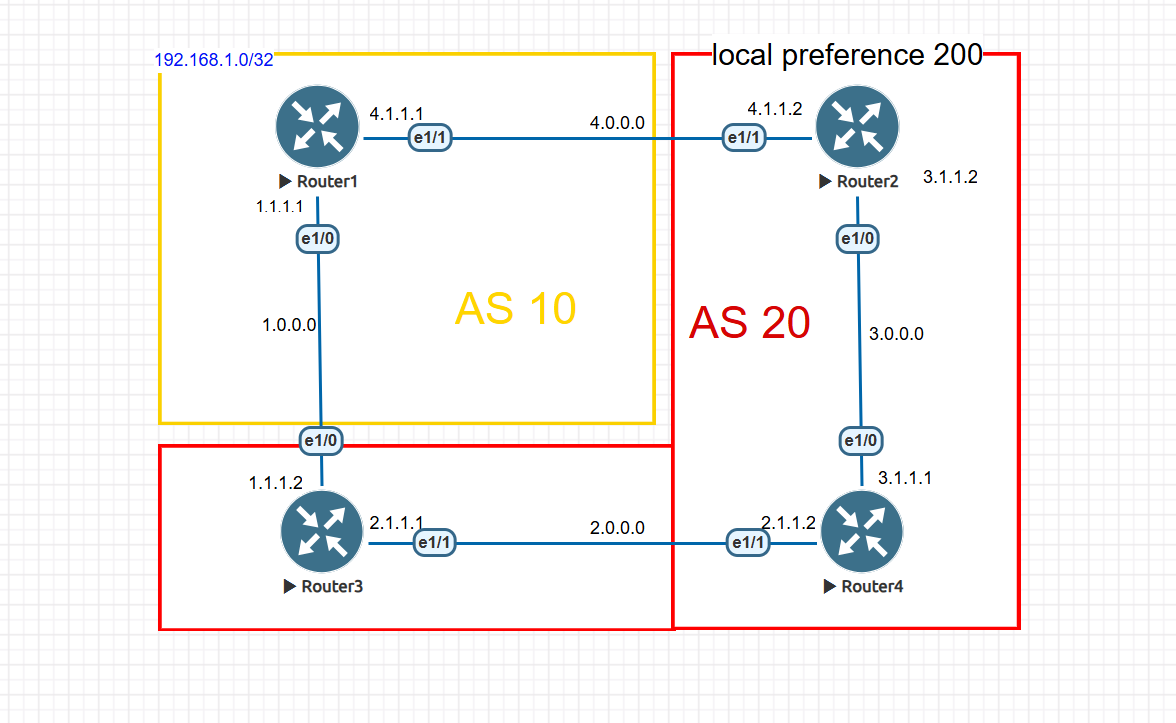 local preference 200
192.168.1.0/32
4.1.1.1
4.0.0.0
4.1.1.2
e1/1
e1/1
Router1
Router2
3.1.1.2
1.1.1.1
e1/0
e1/0
AS 10
AS 20
1.0.0.0
3.0.0.0
e1/0
e1/0
1.1.1.2
3.1.1.1
2.1.1.1
2.0.0.0
2.1.1.2
e1/1
e1/1
Router3
Router4